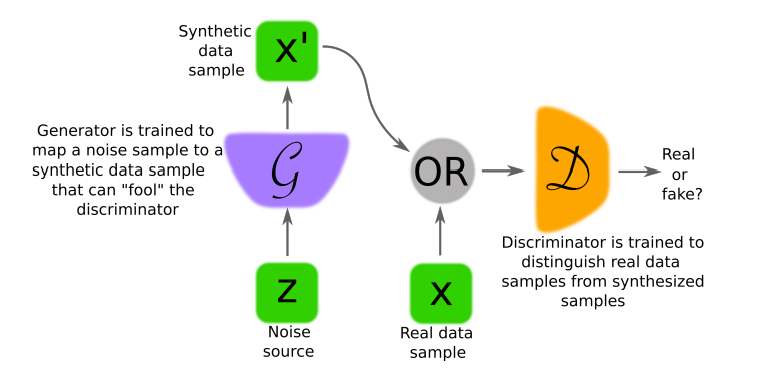 Synthetic
data
sample
x'
Generator is trained to
map a noise sample to a
synthetic data sample
that can "fool" the
discriminator
G
z
Noise
source
OR
x
Real data
sample
D
Real
or
fake?
Discriminator is trained to
distinguish real data
samples from synthesized
samples